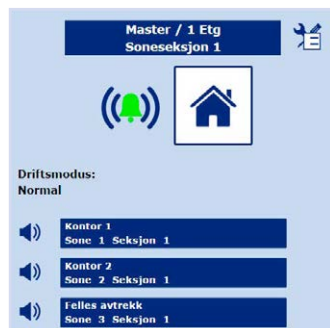 Master / 1 Etg
Soneseksjon 1
Driftsmodus:
Normal
Kontor 1
Sone 1 Seksjon 1
Kontor 2
Sone 2 Seksjon 1
Felles avtrekk
Sone 3 Seksjon 1